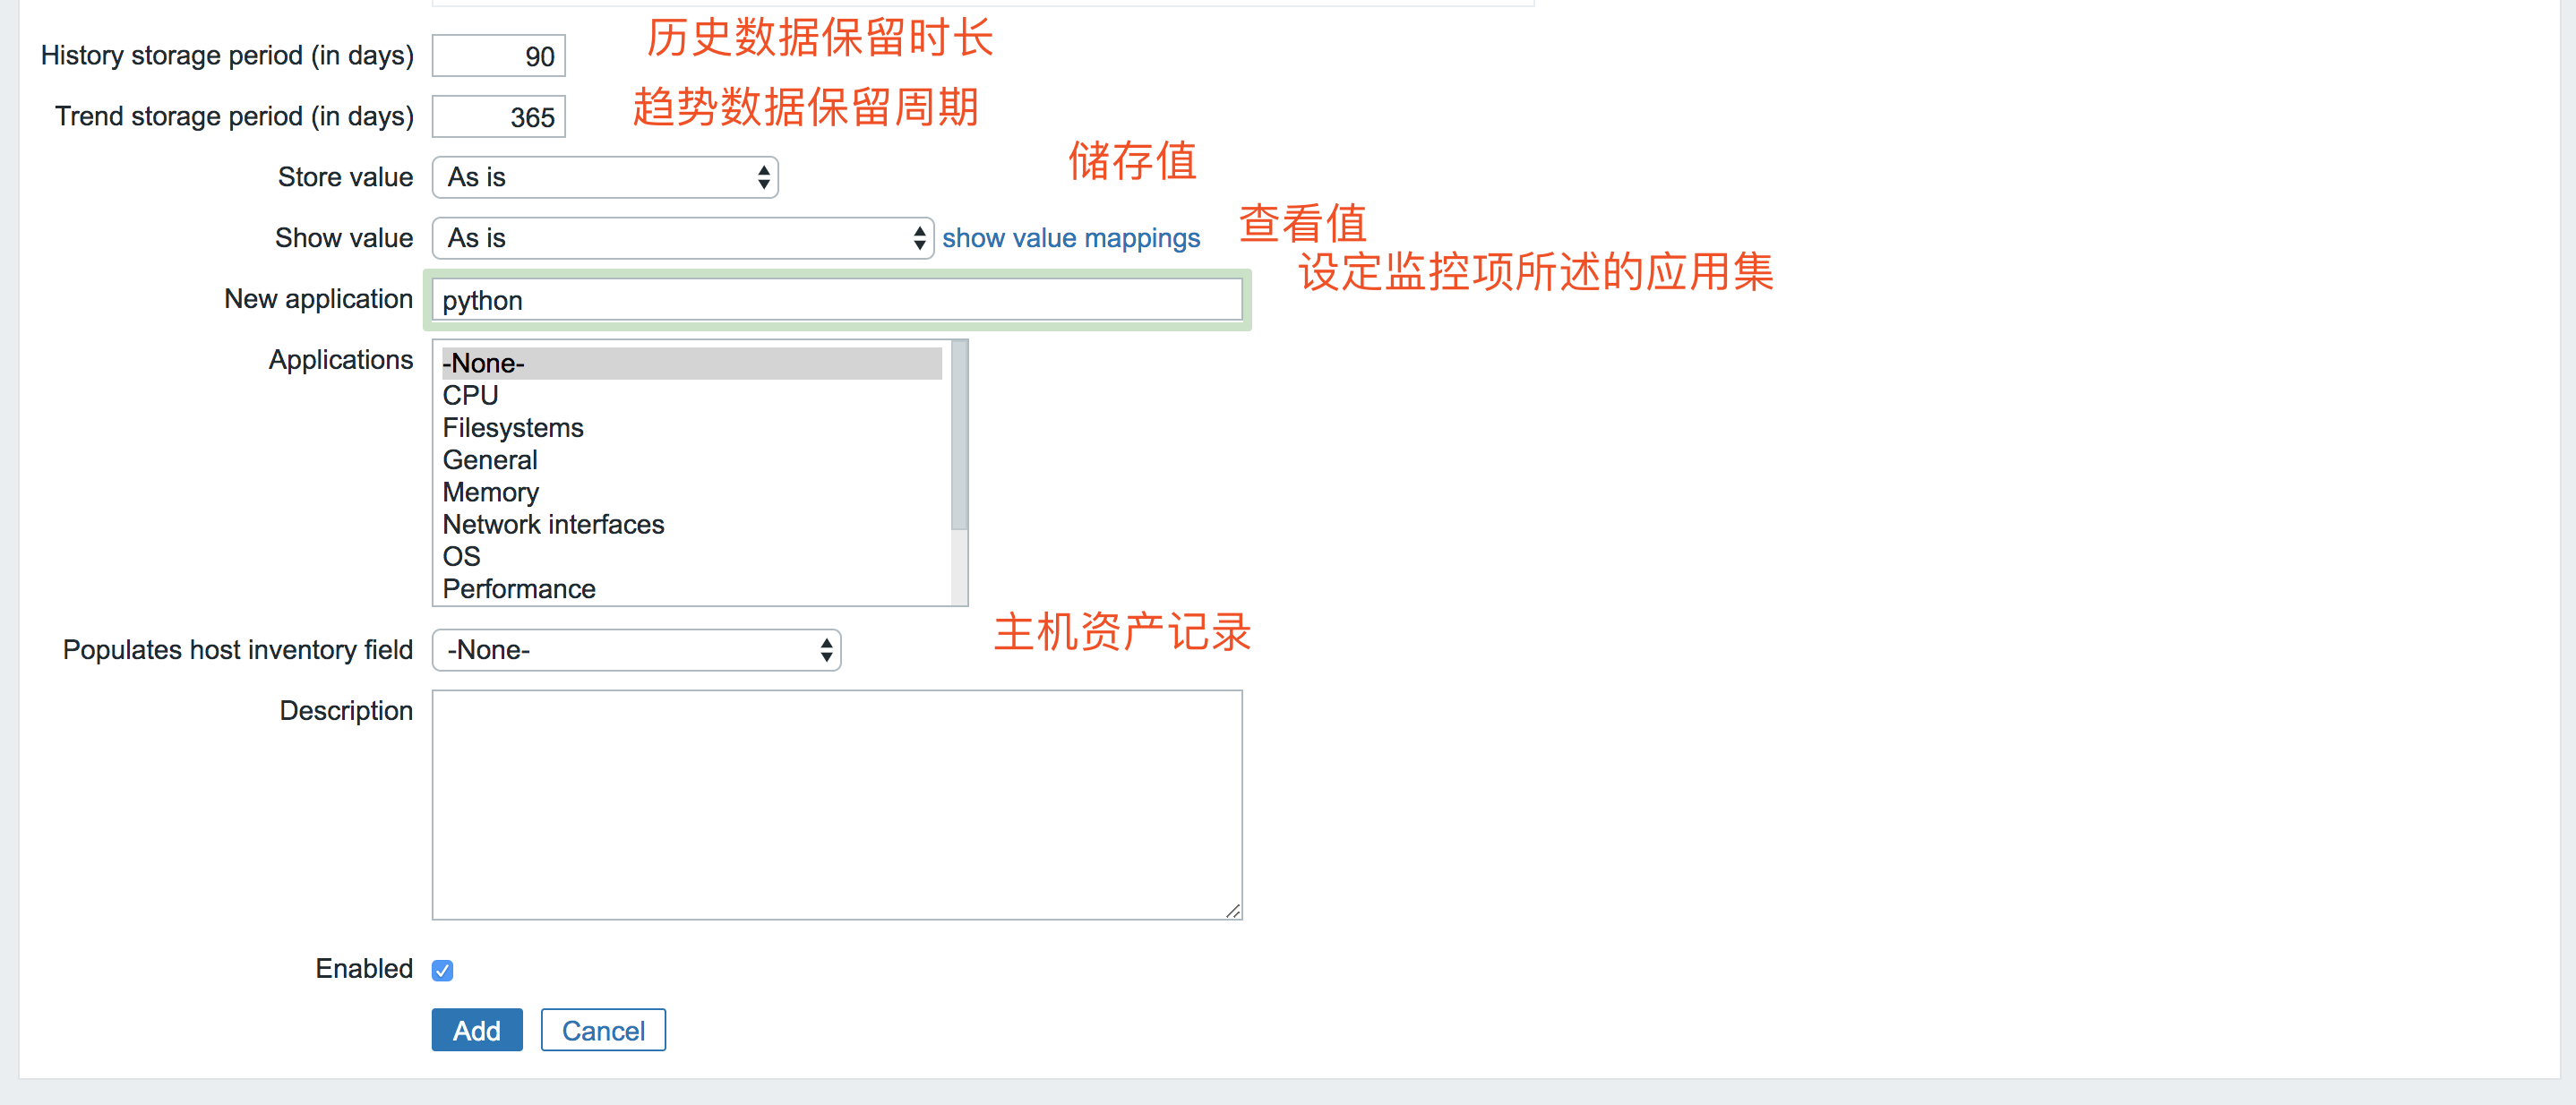 历史数据保留时长
History storage period (in days) 90
趋势数据保留周期
Trend storage period (in days) 365
储存值
Store value As is
查看值
Show value As is show value mappings
设定监控项所述的应用集
New application python
Applications -None-
CPU
Filesystems
General
Memory
Network interfaces
OS
Performance
主机资产记录
Populates host inventory field -None-
Description
Enabled
Add Cancel